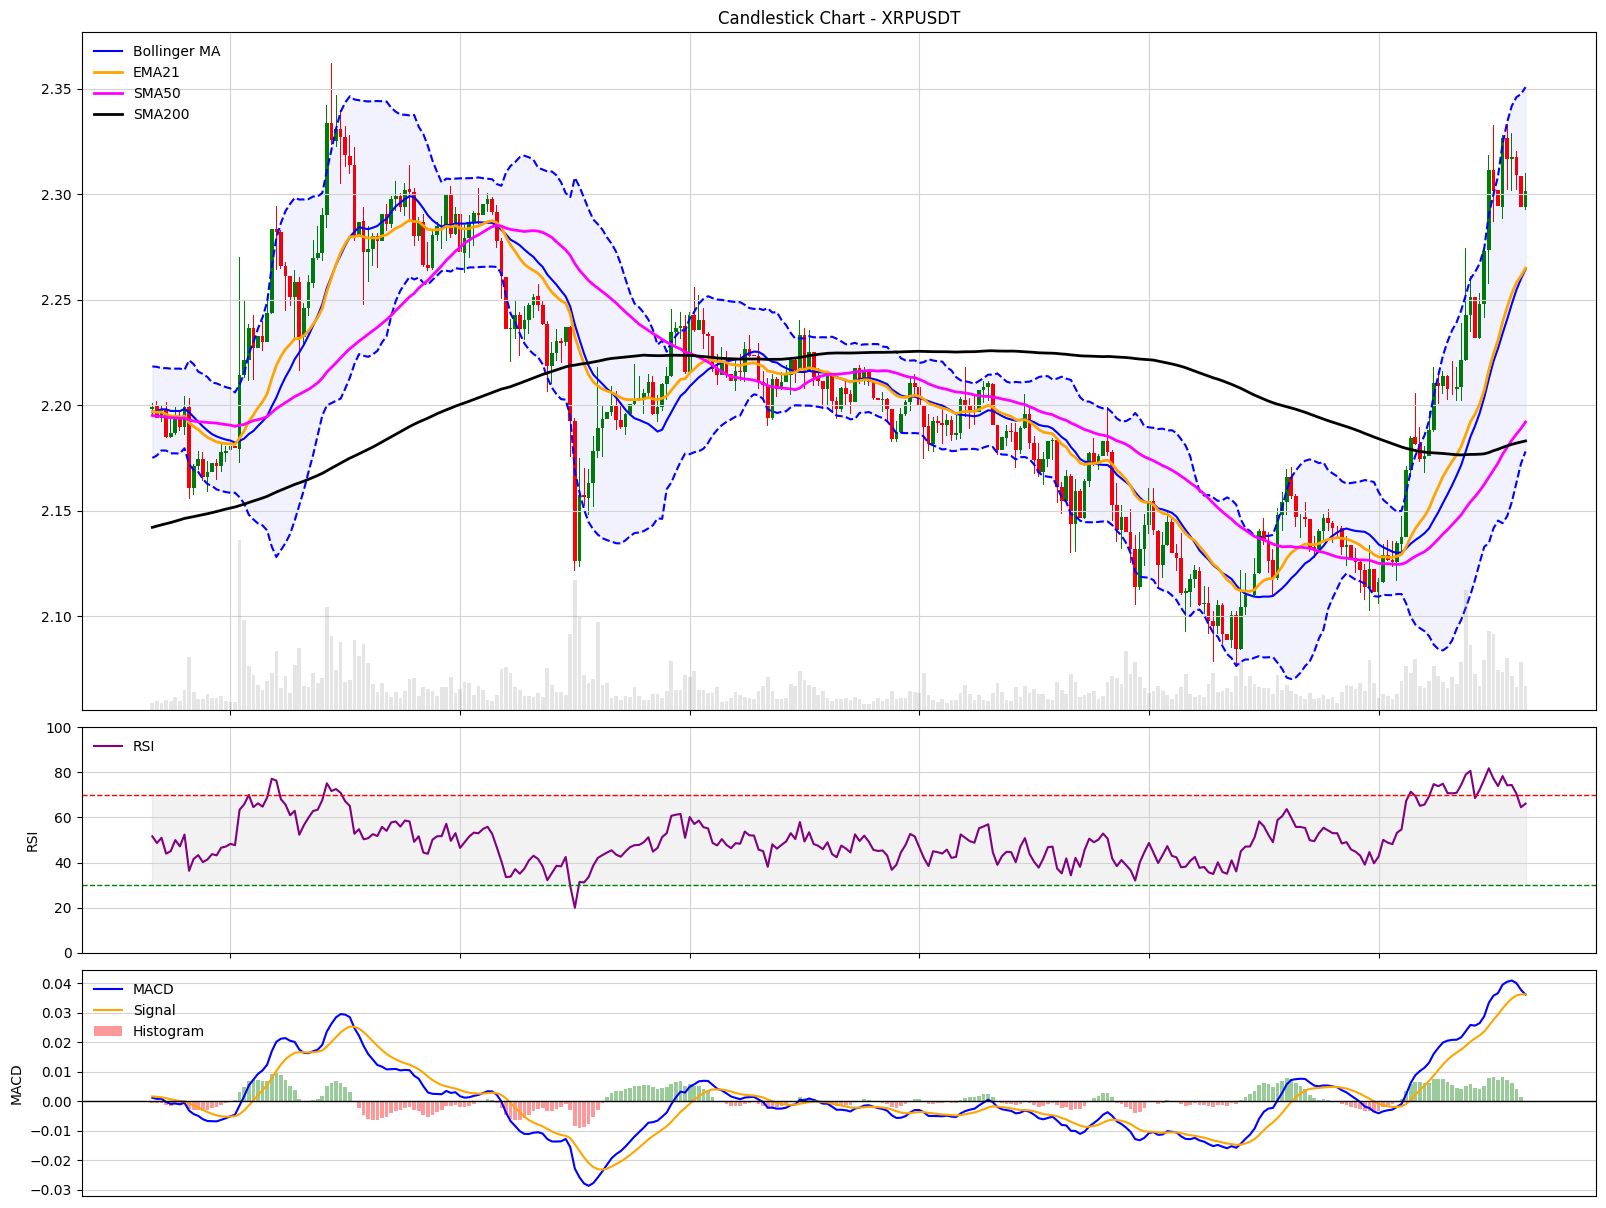 Candlestick Chart - XRPUSDT
Bollinger MA
EMA21
SMA50
SMA200
2.35
2.30
2.25
2.20
2.15
2.10
RSI
100
80
60
40
20
0
RSI
MACD
Signal
Histogram
0.04
0.03
0.02
0.01
0.00
−0.01
−0.02
−0.03
MACD